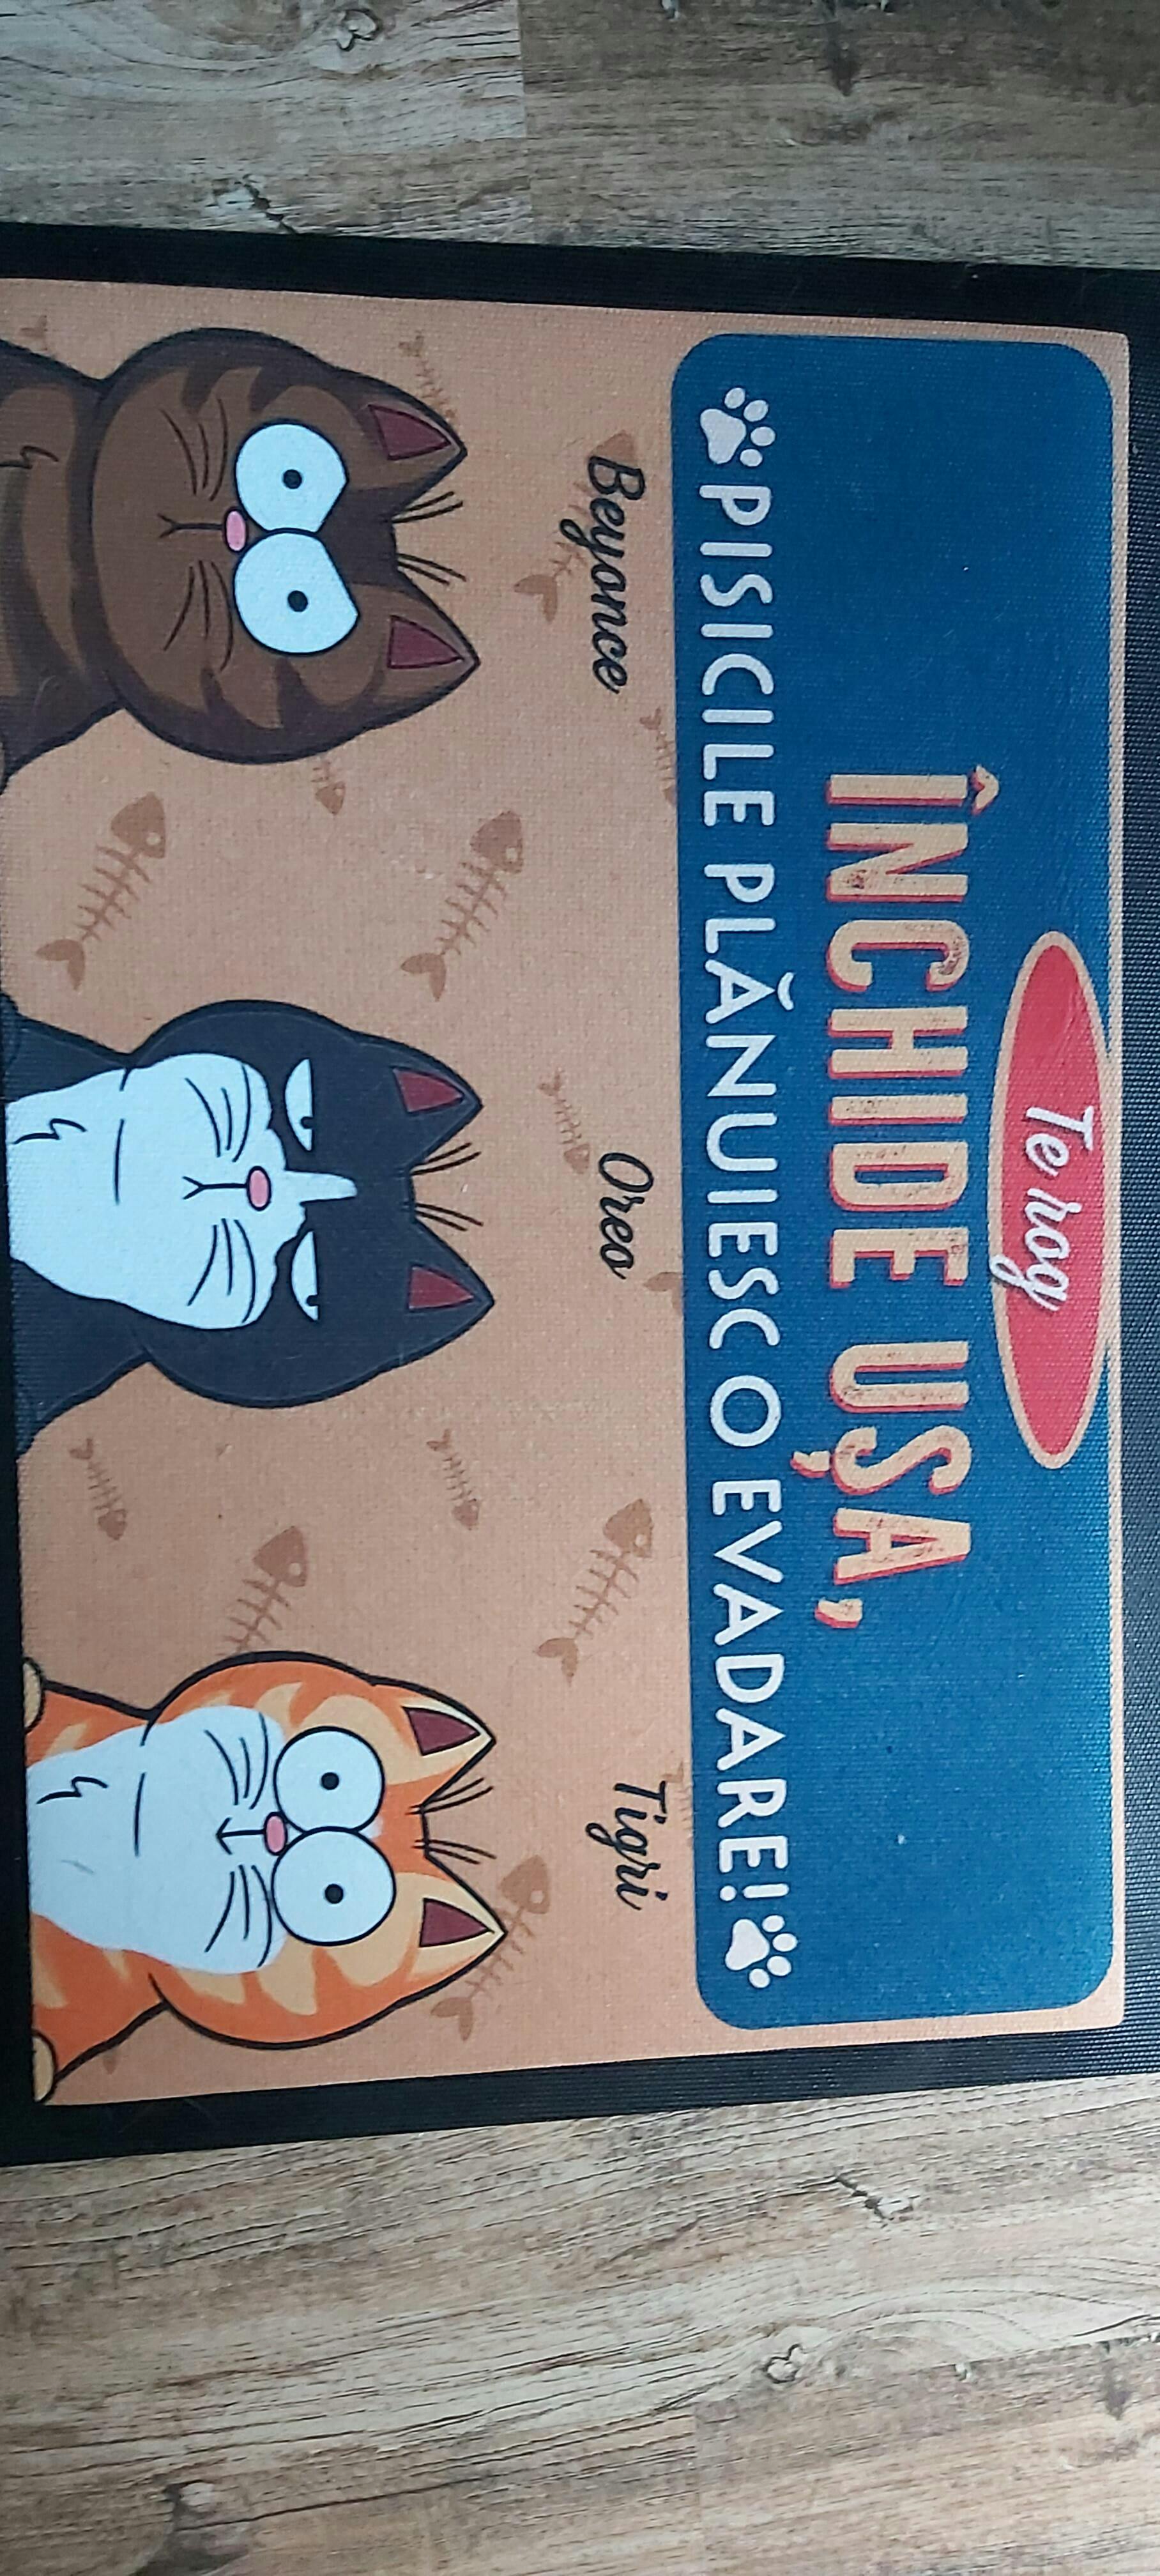 Te rog
ÎNCHIDE UȘA,
PISICILE PLĂNUIESC O EVADARE!
Beyonce Oreo Tigri